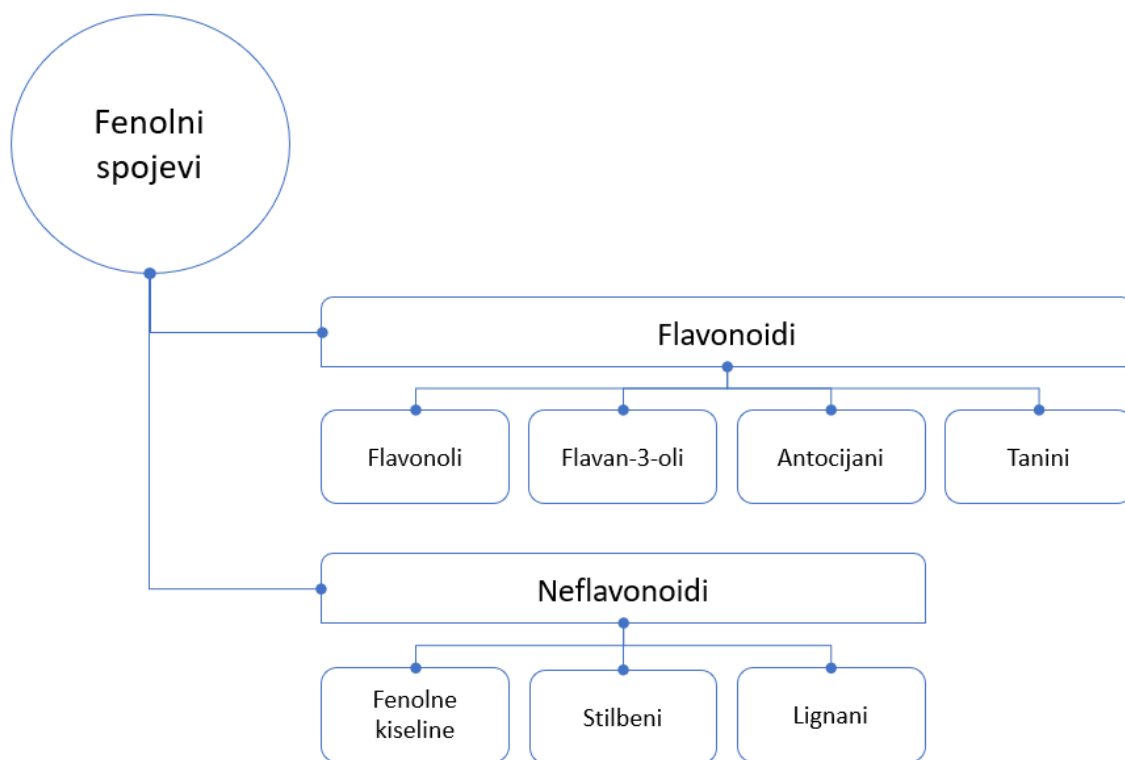 Fenolni
spojevi
Flavonoidi
Flavonoli
Flavan-3-oli
Antocijani
Tanini
Neflavonoidi
Fenolne
kiseline
Stilbeni
Lignani